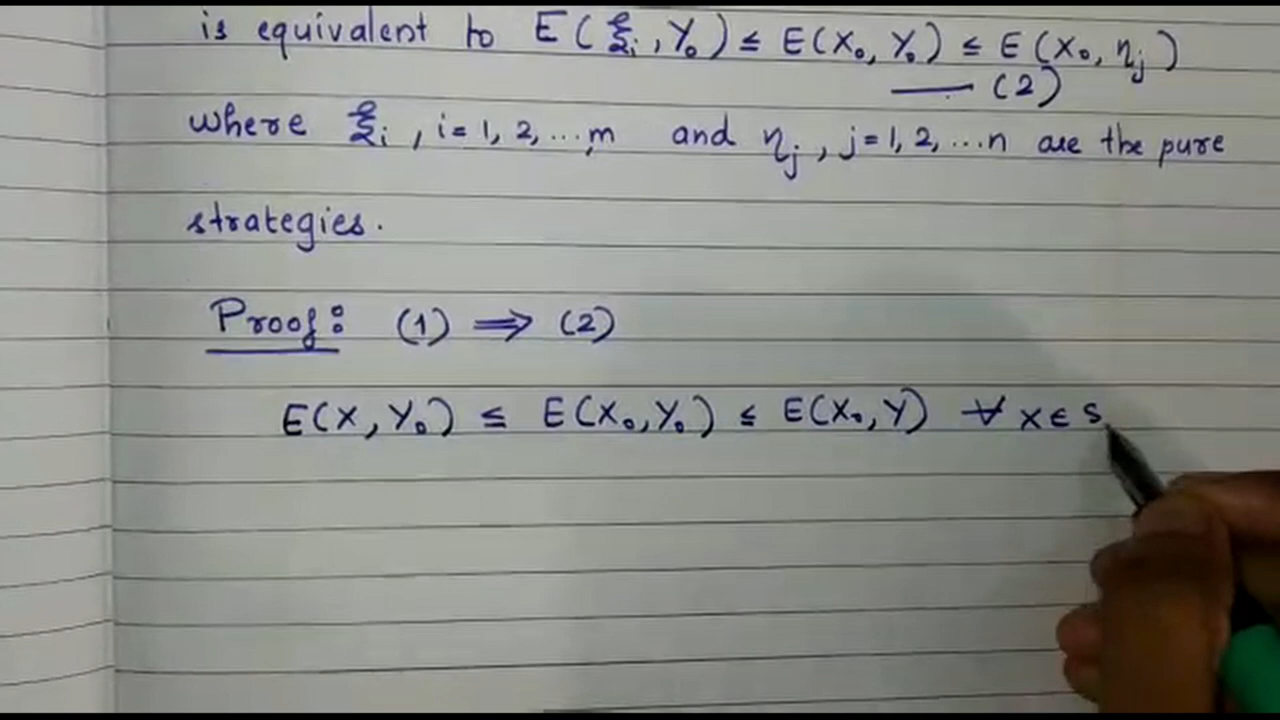 is equivalent to E(ξᵢ, Y₀) ≤ E(X₀, Y₀) ≤ E(X₀, ηⱼ)
— (2)
where ξᵢ, i = 1, 2, ...,m and ηⱼ, j = 1, 2, ...n are the pure
strategies.
Proof: (1) ⟹ (2)
E(X, Y₀) ≤ E(X₀, Y₀) ≤ E(X₀, Y) ∀ X ∈ S